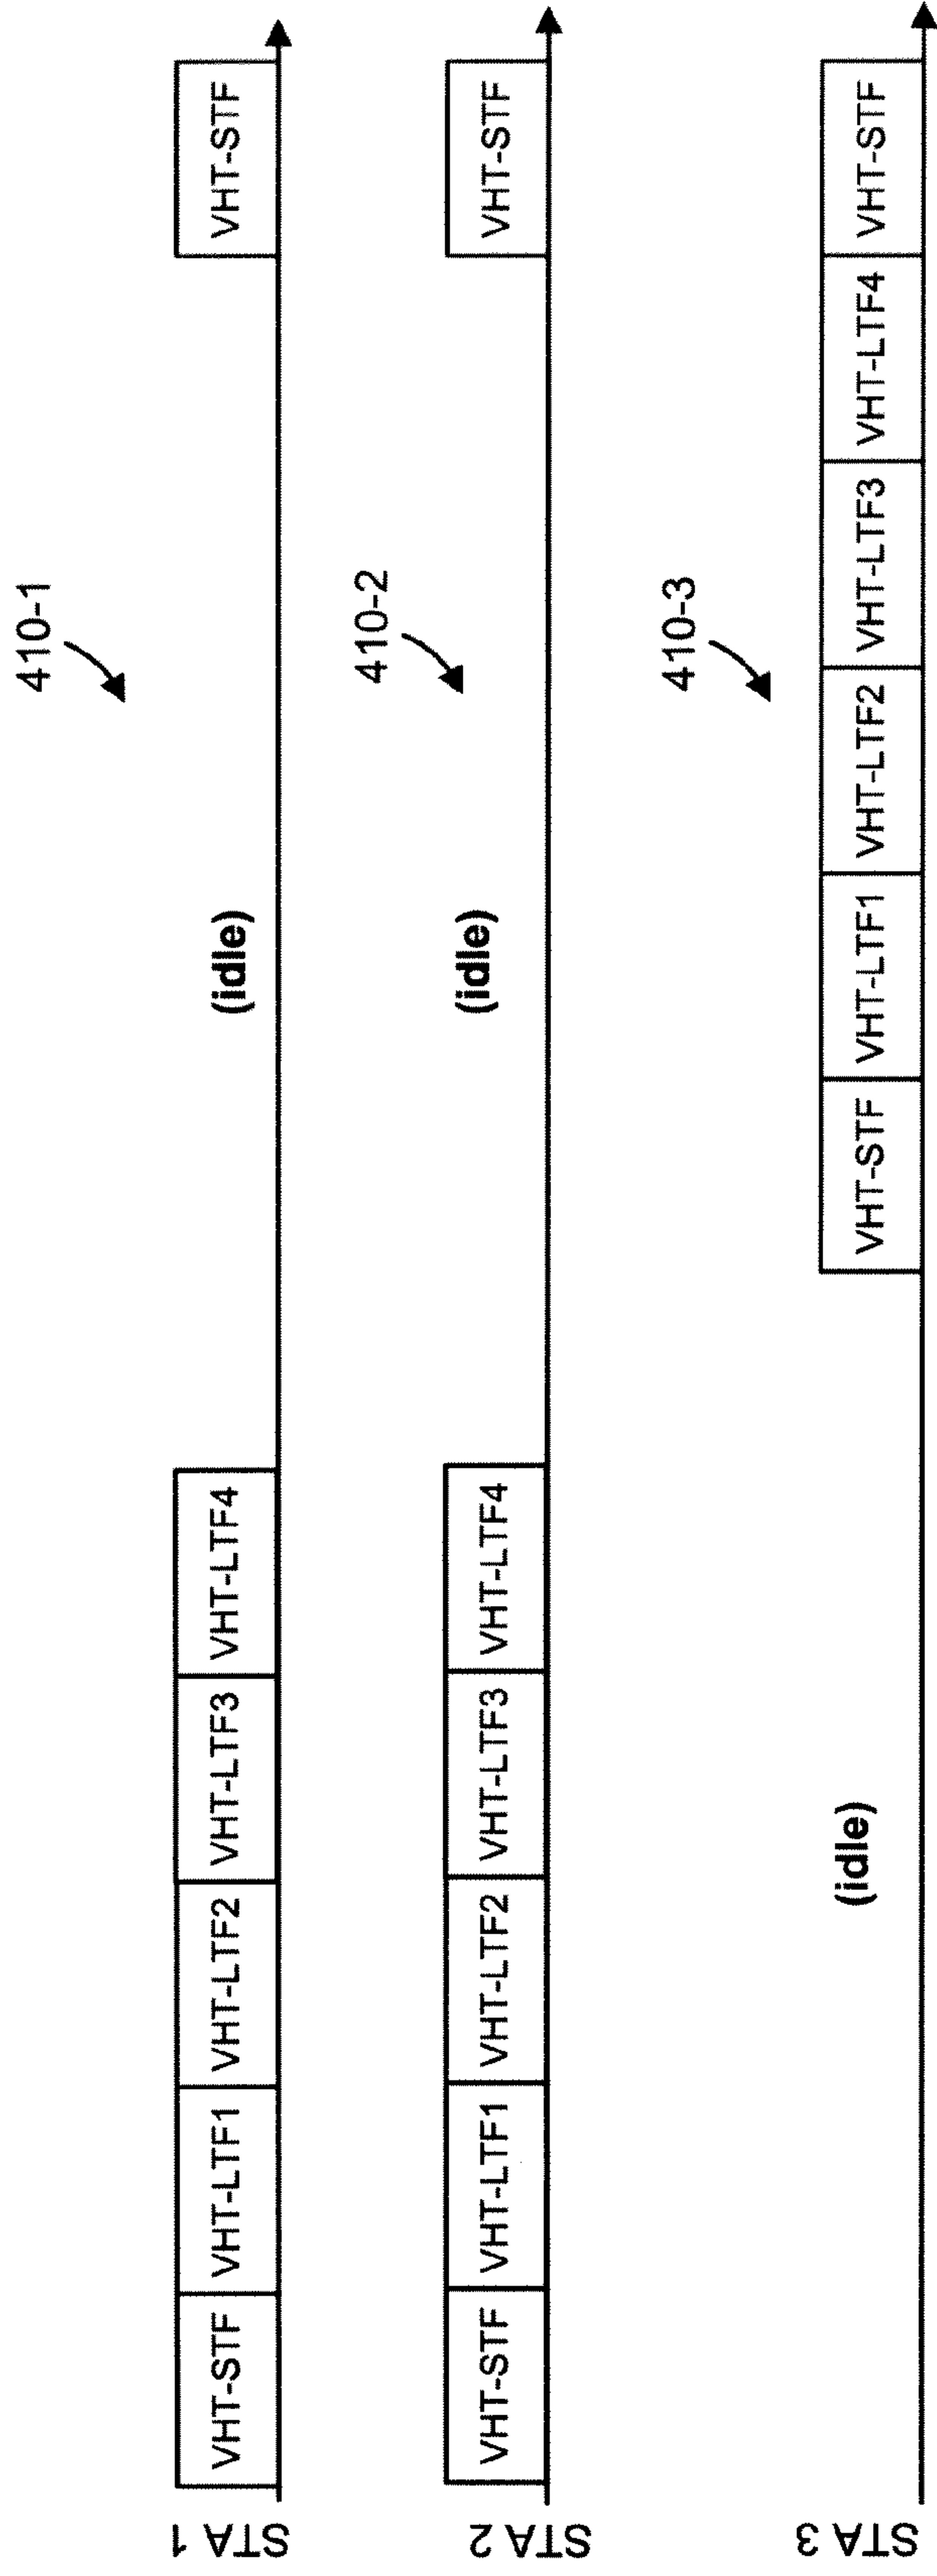 410-1
STA 1
VHT-STF
VHT-LTF1
VHT-LTF2
VHT-LTF3
VHT-LTF4
(idle)
VHT-STF
410-2
STA 2
VHT-STF
VHT-LTF1
VHT-LTF2
VHT-LTF3
VHT-LTF4
(idle)
VHT-STF
410-3
STA 3
(idle)
VHT-STF
VHT-LTF1
VHT-LTF2
VHT-LTF3
VHT-LTF4
VHT-STF